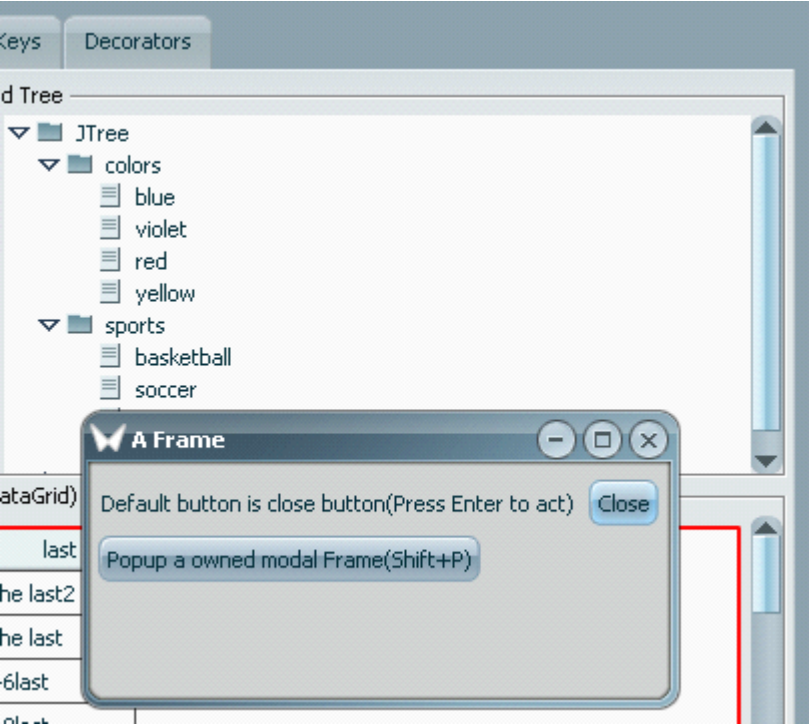 Keys Decorators
d Tree
JTree
colors
blue
violet
red
yellow
sports
basketball
soccer
A Frame
ataGrid)
Default button is close button(Press Enter to act) Close
last
Popup a owned modal Frame(Shift+P)
he last2
he last
-6last